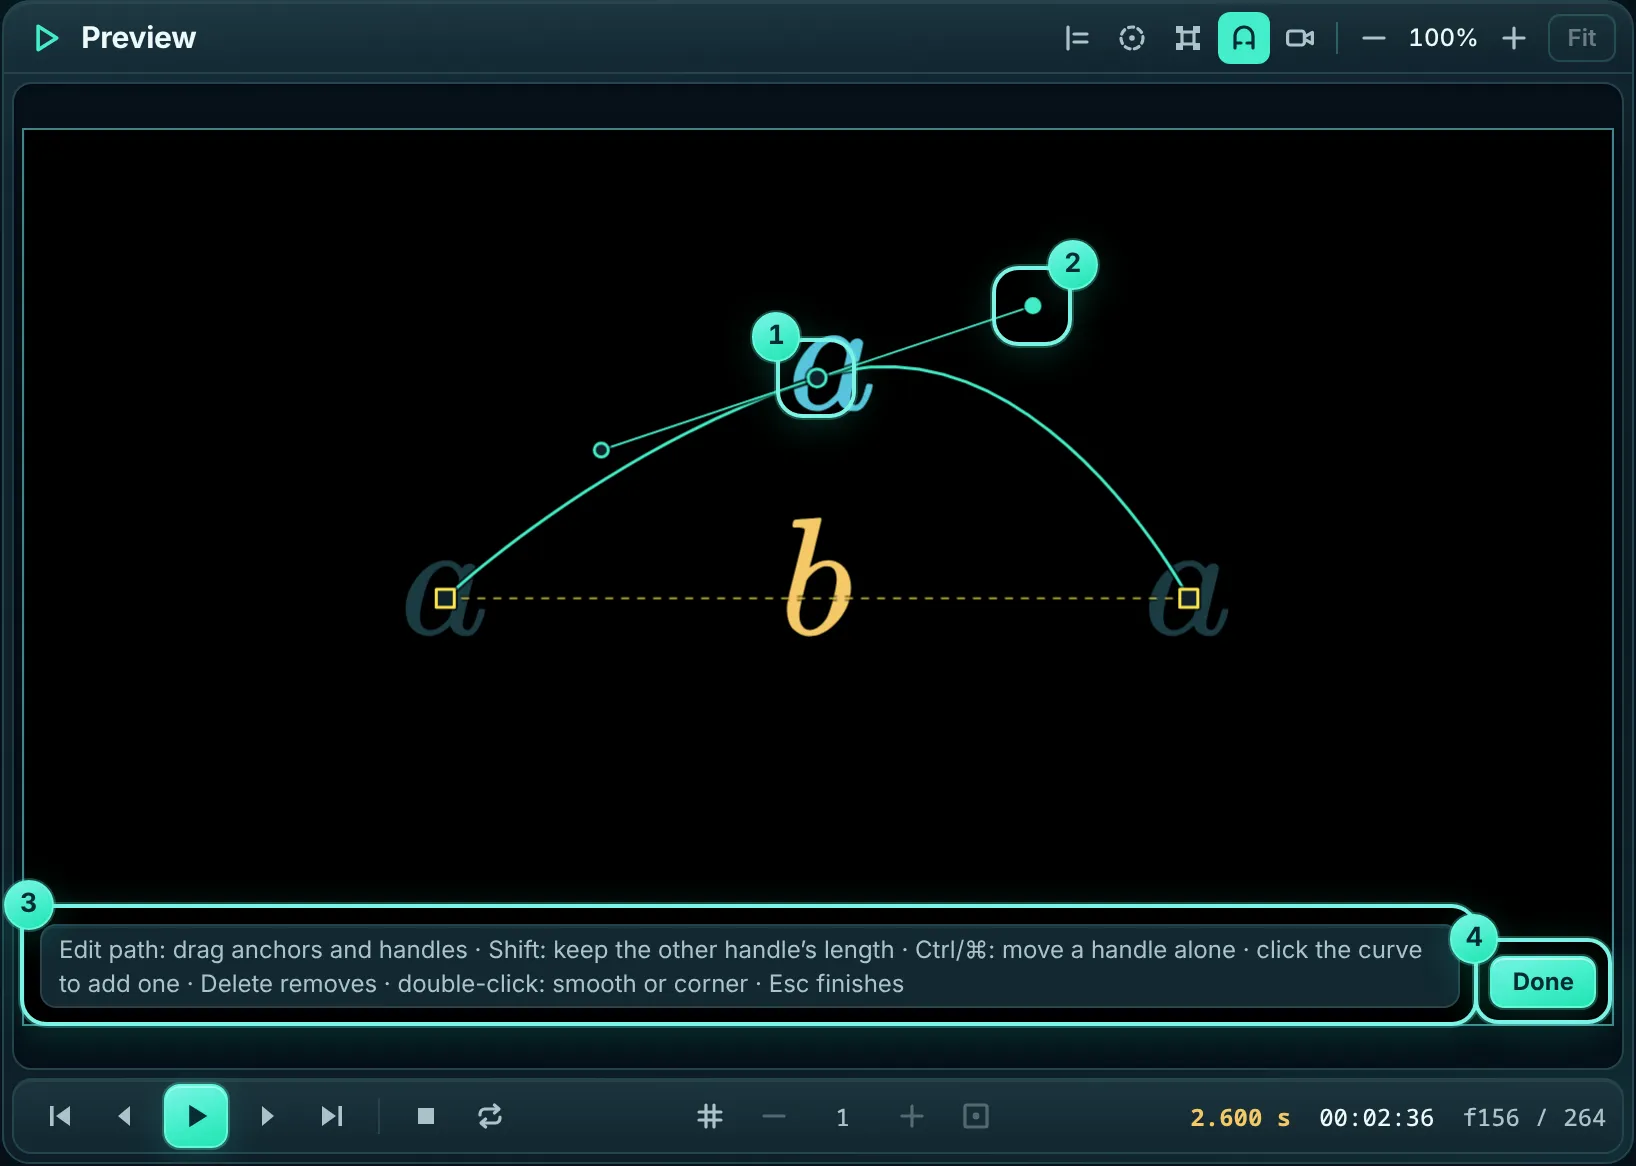 Preview
100%
Fit
2
1
a
b
a
a
3
Edit path: drag anchors and handles · Shift: keep the other handle’s length · Ctrl/⌘: move a handle alone · click the curve
to add one · Delete removes · double-click: smooth or corner · Esc finishes
4
Done
1
2.600 s
00:02:36
f156 / 264